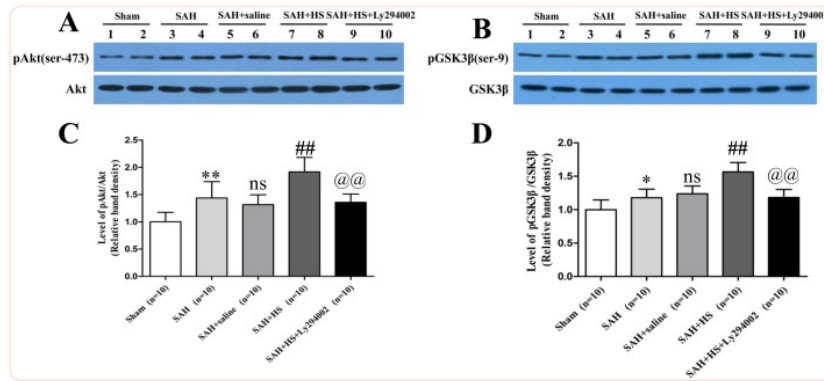 A
Sham SAH SAH+saline SAH+HS SAH+HS+Ly294002
1 2 3 4 5 6 7 8 9 10
pAkt(ser-473)
Akt
B
Sham SAH SAH+saline SAH+HS SAH+HS+Ly294002
1 2 3 4 5 6 7 8 9 10
pGSK3β(ser-9)
GSK3β
C
Level of pAkt/Akt
(Relative band density)
2.5
2.0
1.5
1.0
0.5
0.0
**
ns
##
@@
Sham (n=10)
SAH (n=10)
SAH+saline (n=10)
SAH+HS (n=10)
SAH+HS+Ly294002 (n=10)
D
Level of pGSK3β/GSK3β
(Relative band density)
2.0
1.5
1.0
0.5
0.0
*
ns
##
@@
Sham (n=10)
SAH (n=10)
SAH+saline (n=10)
SAH+HS (n=10)
SAH+HS+Ly294002 (n=10)